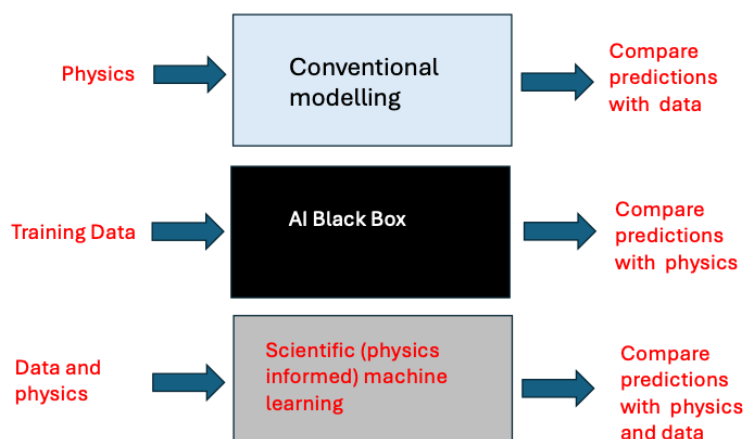 Physics
Conventional
modelling
Compare
predictions
with data
Training Data
AI Black Box
Compare
predictions
with physics
Data and
physics
Scientific (physics
informed) machine
learning
Compare
predictions
with physics
and data